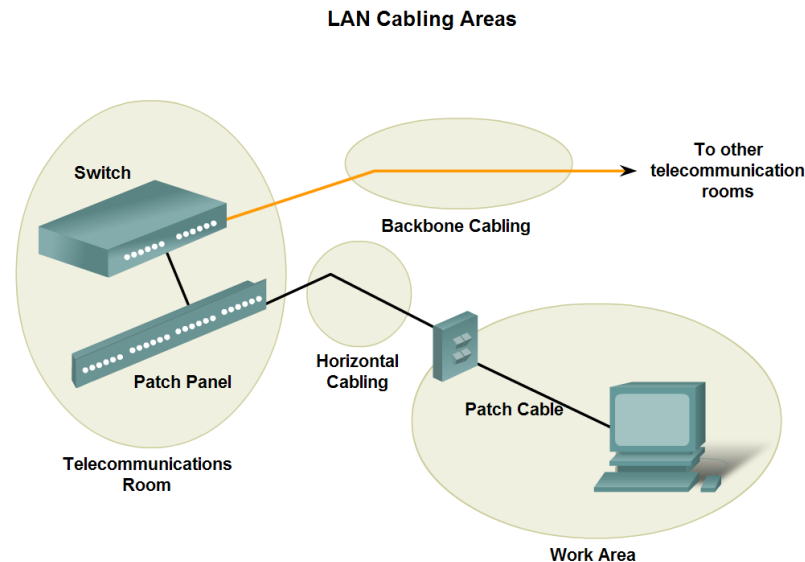 LAN Cabling Areas
Switch
To other
telecommunication
rooms
Backbone Cabling
Horizontal
Cabling
Patch Panel
Patch Cable
Telecommunications
Room
Work Area